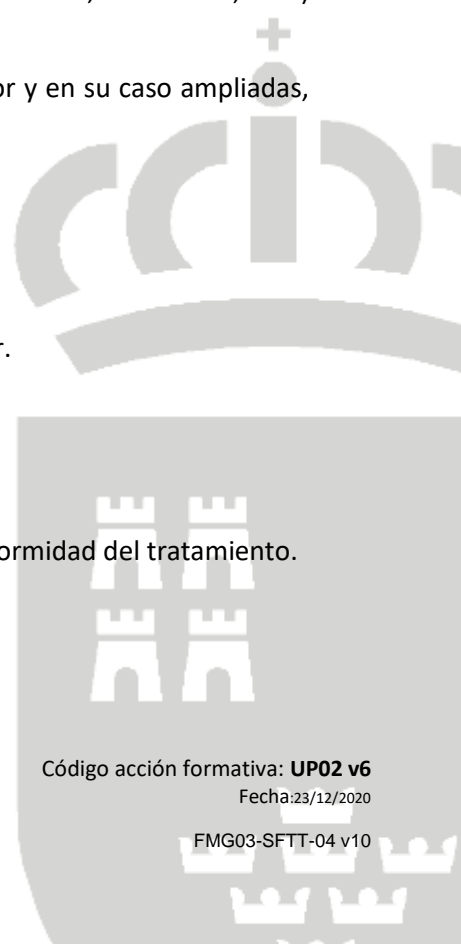 or y en su caso ampliadas,
r.
ormidad del tratamiento.
Código acción formativa: UP02 v6
Fecha:23/12/2020
FMG03-SFTT-04 v10